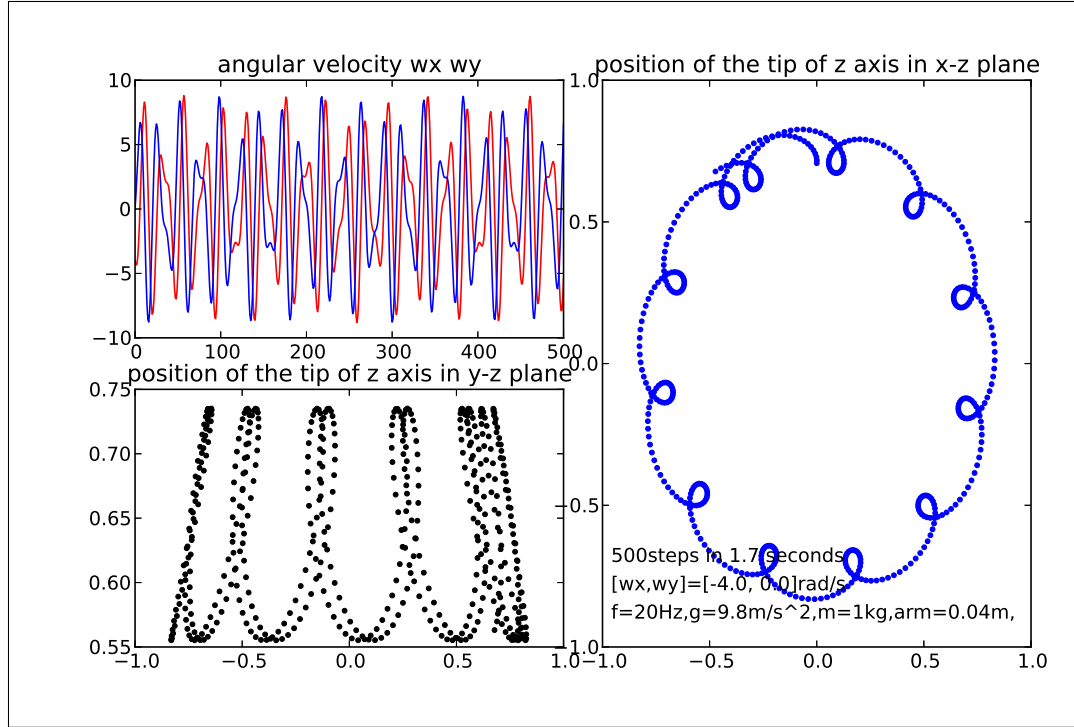 angular velocity wx wy
10
5
0
−5
−10
0 100 200 300 400 500
position of the tip of z axis in y-z plane
0.75
0.70
0.65
0.60
0.55
−1.0 −0.5 0.0 0.5 1.0
position of the tip of z axis in x-z plane
1.0
0.5
0.0
−0.5
−1.0
500steps in 1.7 seconds
[wx,wy]=[-4.0, 0.0]rad/s
f=20Hz,g=9.8m/s^2,m=1kg,arm=0.04m,
−1.0 −0.5 0.0 0.5 1.0